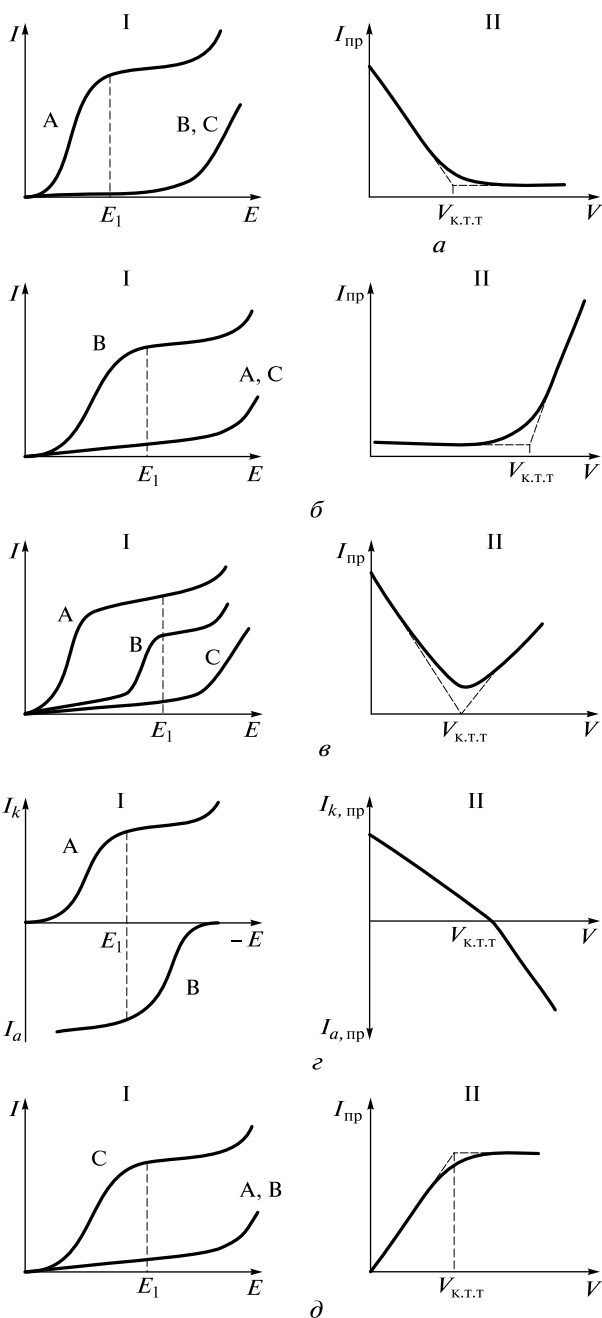 I I II Iпр
A B, C
E₁ E Vк.т.т V
а
I I II Iпр
B A, C
E₁ E Vк.т.т V
б
I I II Iпр
A B C
E₁ E Vк.т.т V
в
Iₖ I II Iₖ, пр
A
E₁ – E Vк.т.т V
B
Iₐ Iₐ, пр
г
I I II Iпр
C A, B
E₁ E Vк.т.т V
д